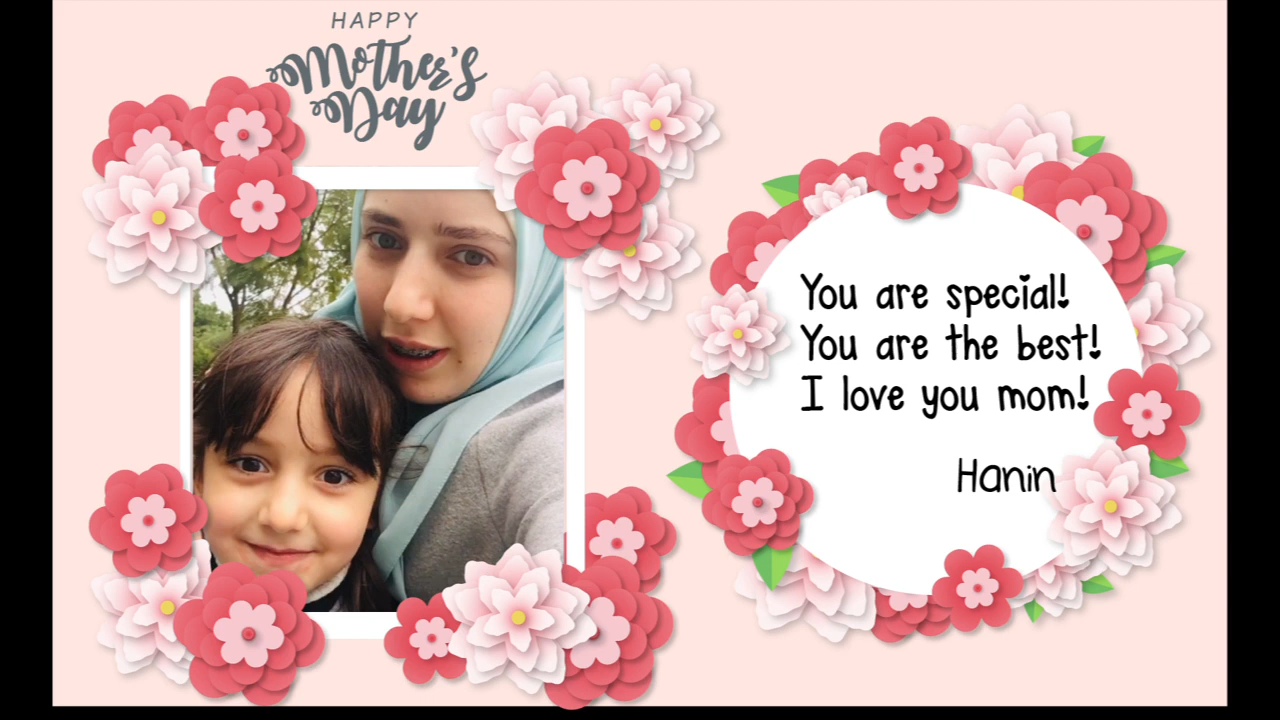 HAPPY
Mother's
Day
You are special!
You are the best!
I love you mom!
Hanin